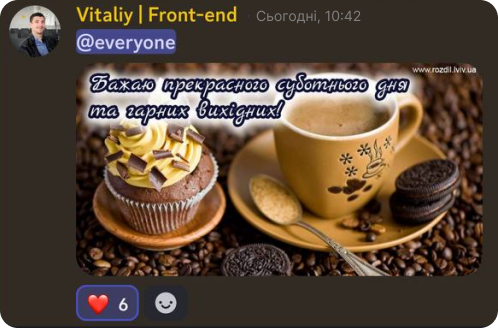 Vitaliy | Front-end Сьогодні, 10:42
@everyone
www.rozdil.lviv.ua
Бажаю прекрасного суботнього дня
та гарних вихідних!
6